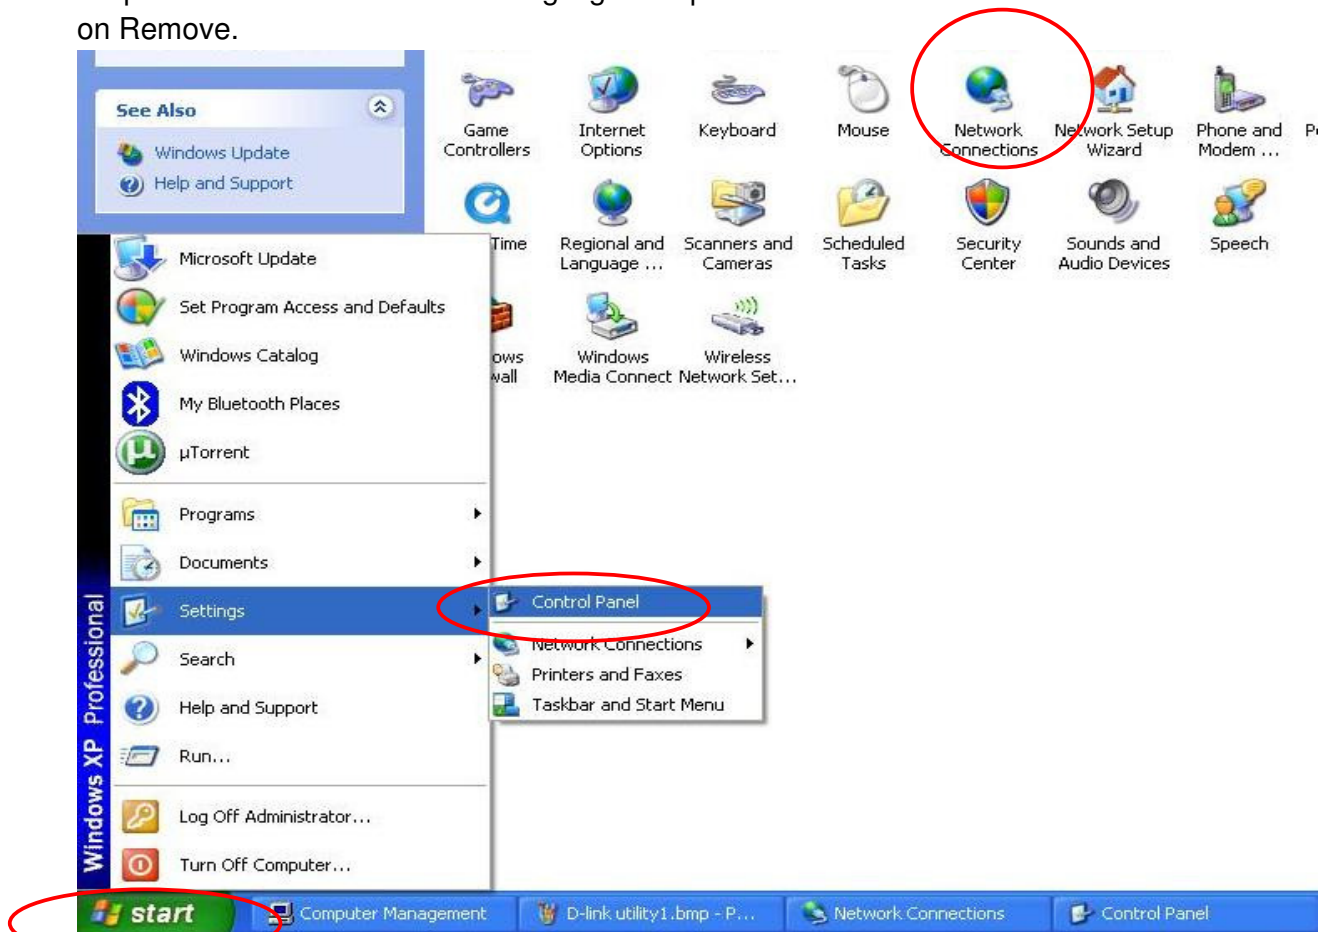 on Remove.
See Also
Windows Update
Help and Support
Game Controllers
Internet Options
Keyboard
Mouse
Network Connections
Network Setup Wizard
Phone and Modem ...
Time
Regional and Language ...
Scanners and Cameras
Scheduled Tasks
Security Center
Sounds and Audio Devices
Speech
ows
wall
Windows Media Connect
Wireless Network Set...
Microsoft Update
Set Program Access and Defaults
Windows Catalog
My Bluetooth Places
µTorrent
Programs
Documents
Settings
Search
Help and Support
Run...
Log Off Administrator...
Turn Off Computer...
Windows XP Professional
Control Panel
Network Connections
Printers and Faxes
Taskbar and Start Menu
start
Computer Management
D-link utility1.bmp - P...
Network Connections
Control Panel